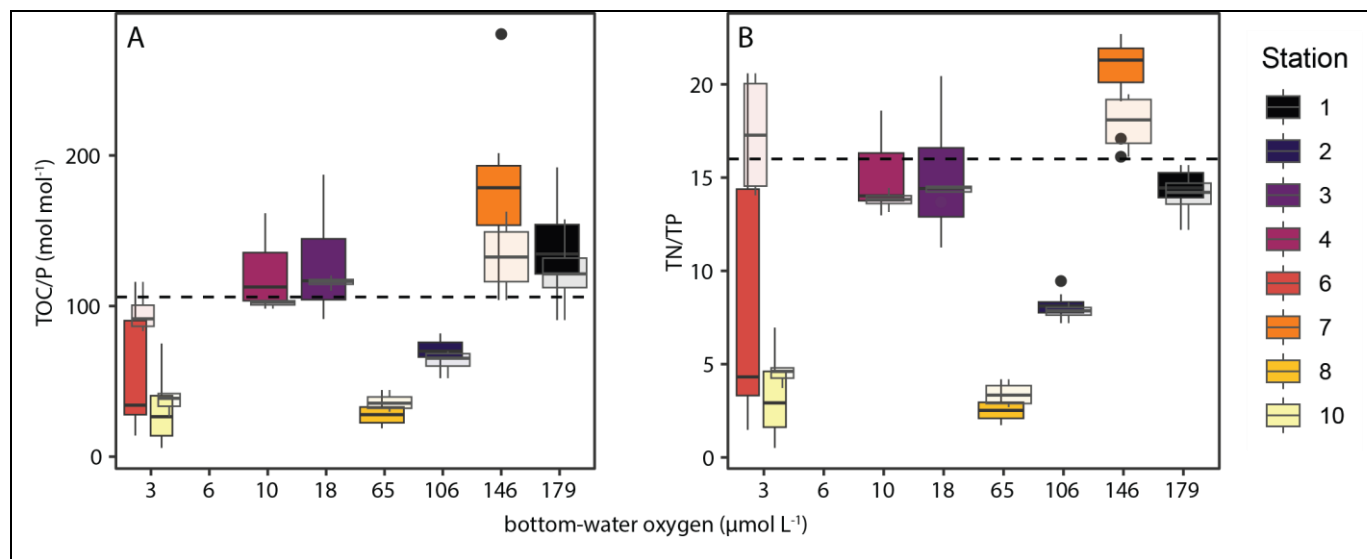 A
TOC/P (mol mol⁻¹)
200
100
0
3 6 10 18 65 106 146 179
B
TN/TP
20
15
10
5
0
3 6 10 18 65 106 146 179
bottom-water oxygen (µmol L⁻¹)
Station
1
2
3
4
6
7
8
10